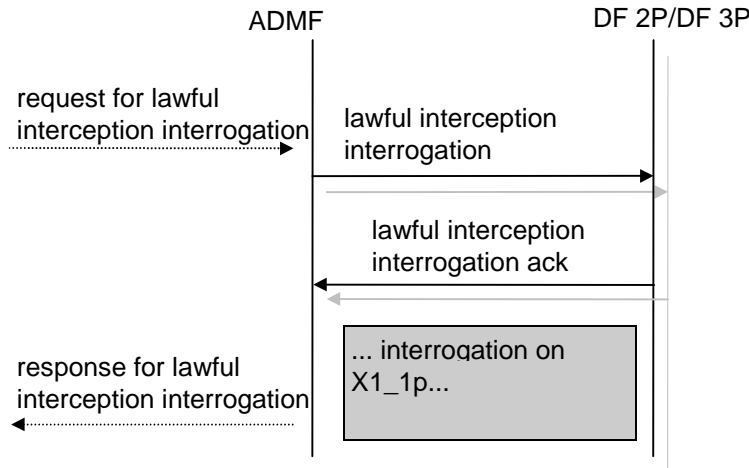 ADMF
DF 2P/DF 3P
request for lawful
interception interrogation
lawful interception
interrogation
lawful interception
interrogation ack
... interrogation on
X1_1p...
response for lawful
interception interrogation